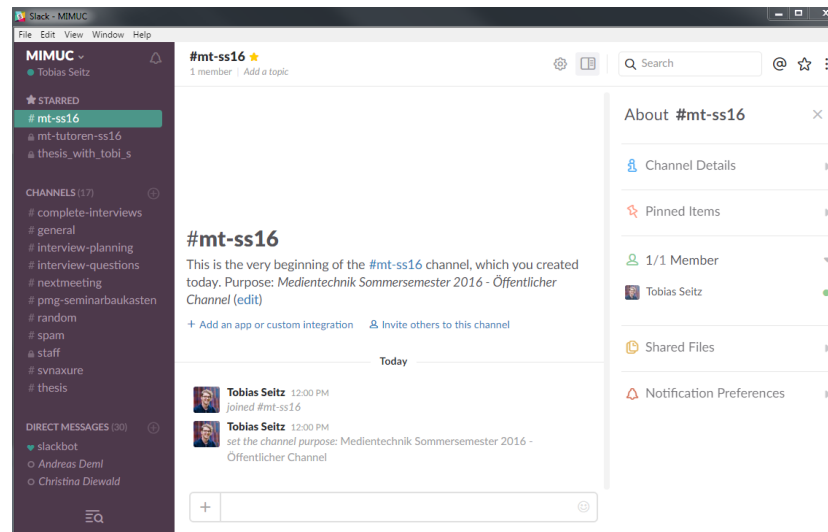 Slack - MIMUC
File Edit View Window Help
MIMUC
Tobias Seitz
STARRED
# mt-ss16
mt-tutoren-ss16
thesis_with_tobi_s
CHANNELS (17)
# complete-interviews
# general
# interview-planning
# interview-questions
# nextmeeting
# pmg-seminarbaukasten
# random
# spam
staff
# svnaxure
# thesis
DIRECT MESSAGES (30)
slackbot
Andreas Deml
Christina Diewald
#mt-ss16
1 member | Add a topic
Search
#mt-ss16
This is the very beginning of the #mt-ss16 channel, which you created
today. Purpose: Medientechnik Sommersemester 2016 - Öffentlicher
Channel (edit)
+ Add an app or custom integration Invite others to this channel
Today
Tobias Seitz 12:00 PM
joined #mt-ss16
Tobias Seitz 12:00 PM
set the channel purpose: Medientechnik Sommersemester 2016 -
Öffentlicher Channel
About #mt-ss16
Channel Details
Pinned Items
1/1 Member
Tobias Seitz
Shared Files
Notification Preferences